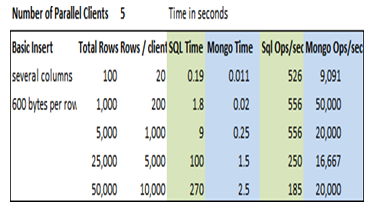 Number of Parallel Clients 5 Time in seconds
Basic Insert Total Rows Rows / client SQL Time Mongo Time Sql Ops/sec Mongo Ops/sec
several columns 100 20 0.19 0.011 526 9,091
600 bytes per row 1,000 200 1.8 0.02 556 50,000
5,000 1,000 9 0.25 556 20,000
25,000 5,000 100 1.5 250 16,667
50,000 10,000 270 2.5 185 20,000